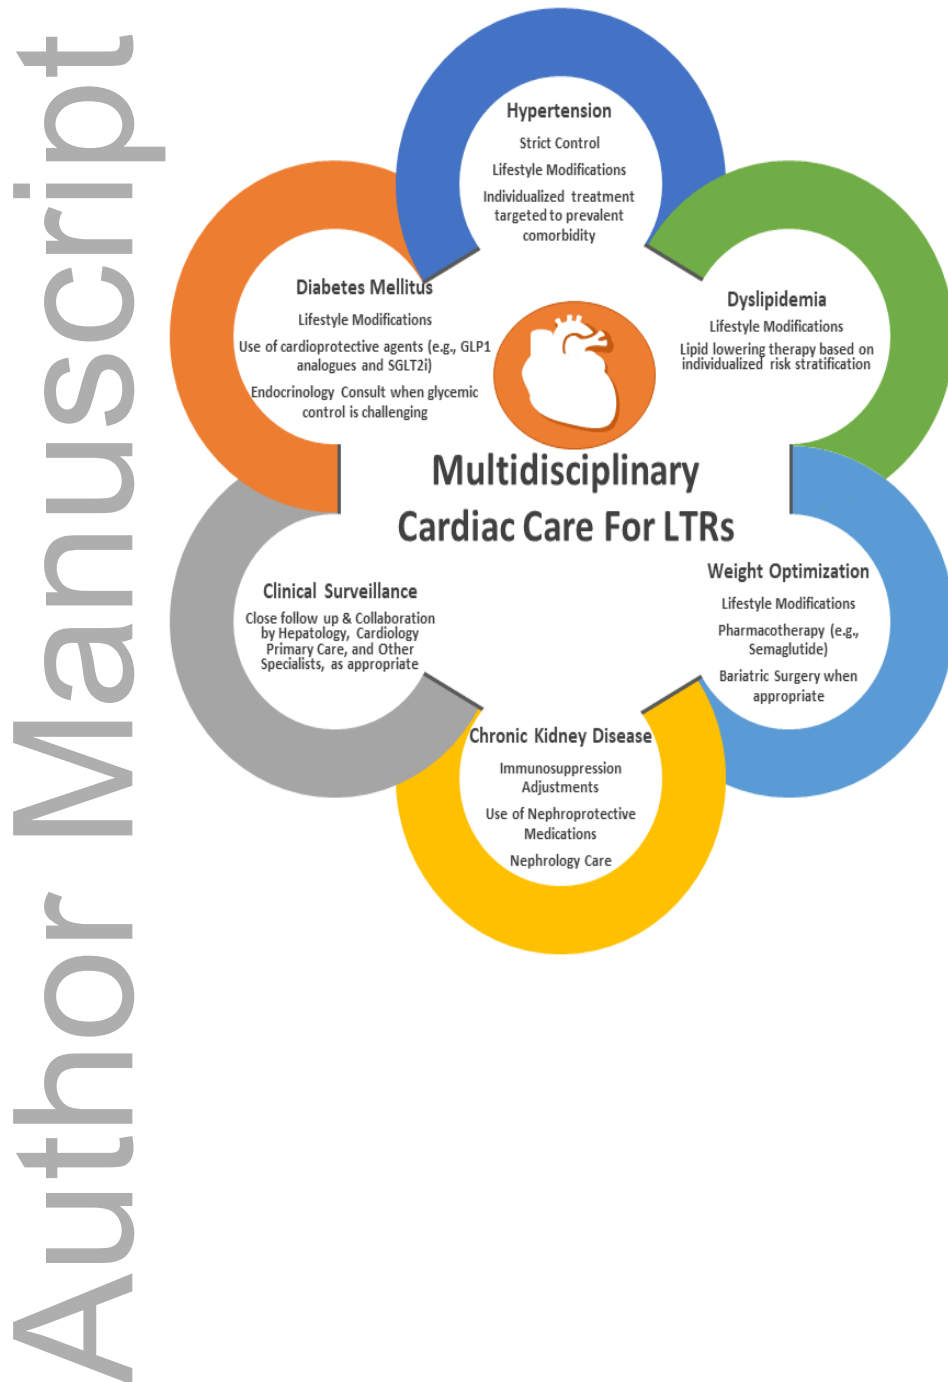 Author Manuscript
Hypertension
Strict Control
Lifestyle Modifications
Individualized treatment
targeted to prevalent
comorbidity
Diabetes Mellitus
Lifestyle Modifications
Use of cardioprotective agents (e.g., GLP1
analogues and SGLT2i)
Endocrinology Consult when glycemic
control is challenging
Dyslipidemia
Lifestyle Modifications
Lipid lowering therapy based on
individualized risk stratification
Multidisciplinary
Cardiac Care For LTRs
Clinical Surveillance
Close follow up & Collaboration
by Hepatology, Cardiology
Primary Care, and Other
Specialists, as appropriate
Weight Optimization
Lifestyle Modifications
Pharmacotherapy (e.g.,
Semaglutide)
Bariatric Surgery when
appropriate
Chronic Kidney Disease
Immunosuppression
Adjustments
Use of Nephroprotective
Medications
Nephrology Care